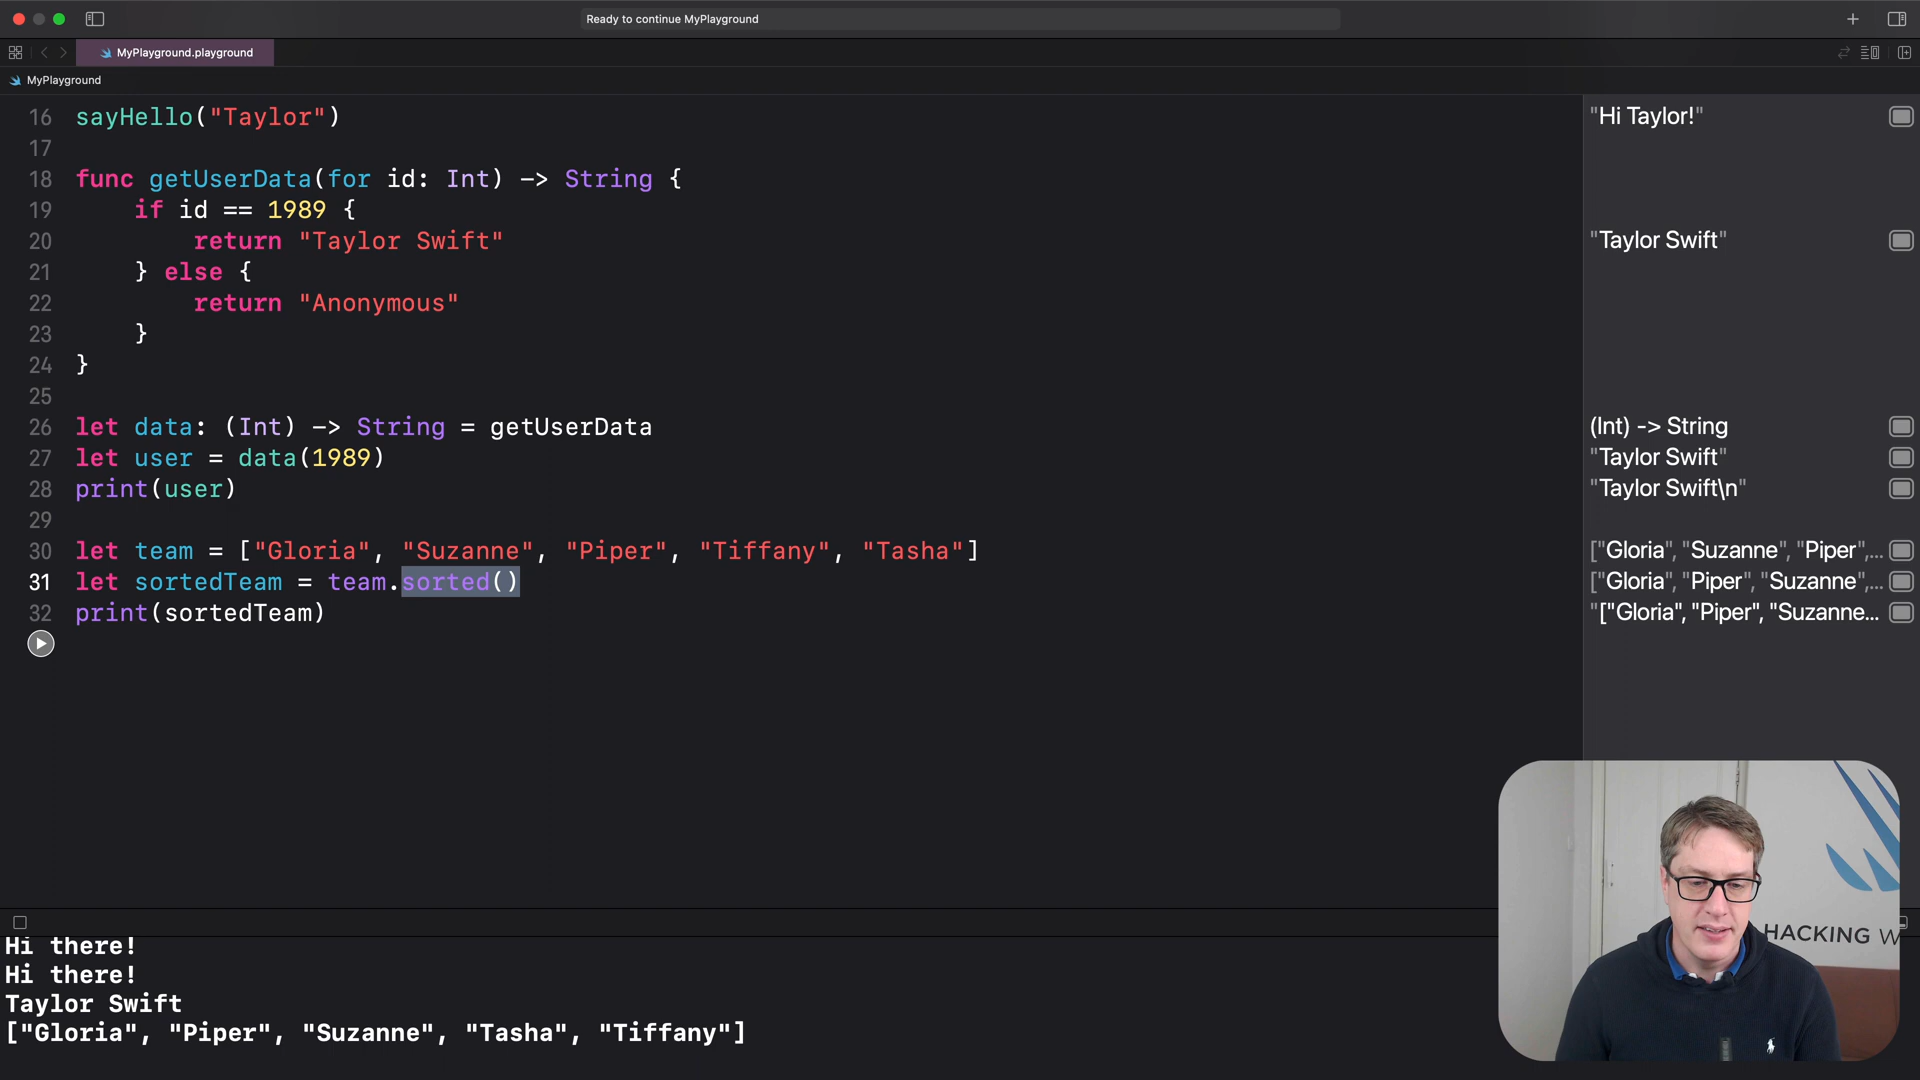 Ready to continue MyPlayground
MyPlayground.playground
MyPlayground
16 sayHello("Taylor")
"Hi Taylor!"
17
18 func getUserData(for id: Int) -> String {
19 if id == 1989 {
20 return "Taylor Swift"
"Taylor Swift"
21 } else {
22 return "Anonymous"
23 }
24 }
25
26 let data: (Int) -> String = getUserData
(Int) -> String
27 let user = data(1989)
"Taylor Swift"
28 print(user)
"Taylor Swift\n"
29
30 let team = ["Gloria", "Suzanne", "Piper", "Tiffany", "Tasha"]
["Gloria", "Suzanne", "Piper",...
31 let sortedTeam = team.sorted()
["Gloria", "Piper", "Suzanne",...
32 print(sortedTeam)
"["Gloria", "Piper", "Suzanne...
Hi there!
Hi there!
Taylor Swift
["Gloria", "Piper", "Suzanne", "Tasha", "Tiffany"]
HACKING W